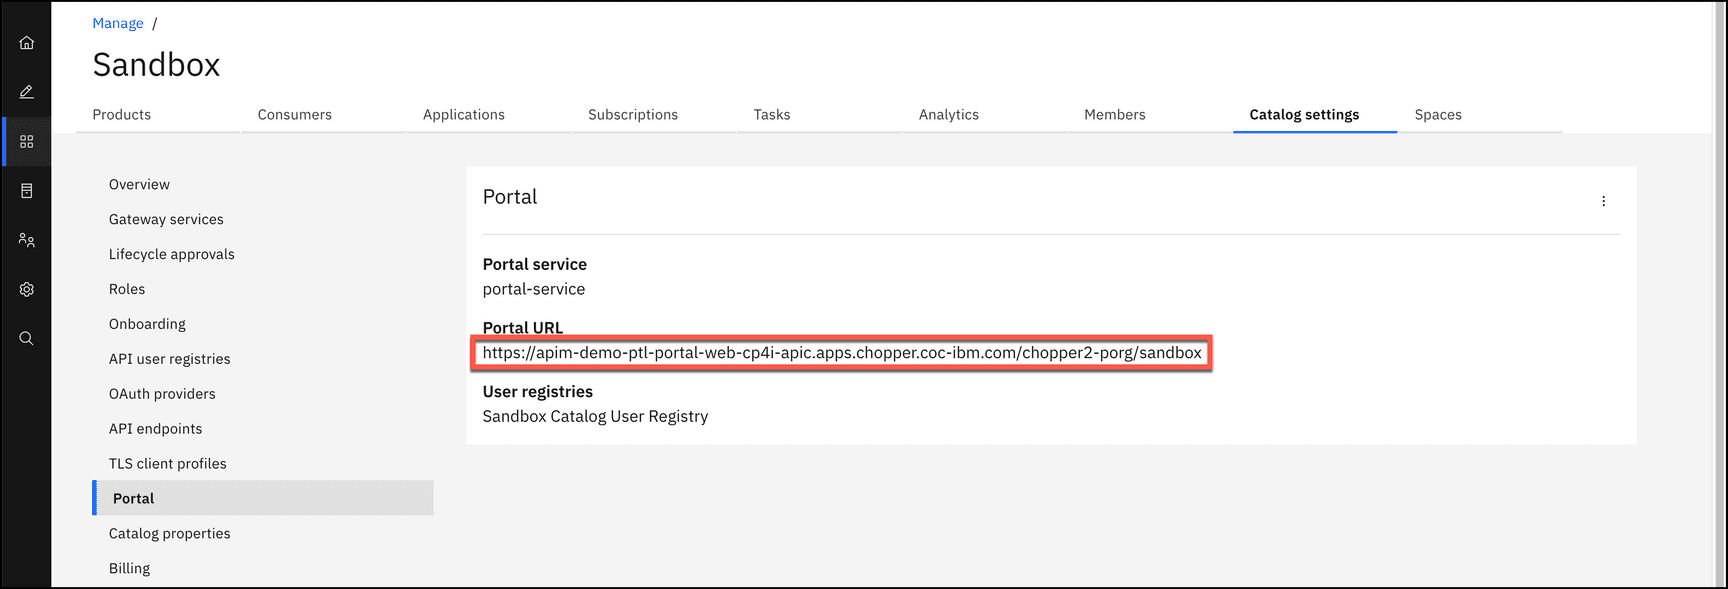 Manage /
Sandbox
Products Consumers Applications Subscriptions Tasks Analytics Members Catalog settings Spaces
Overview
Gateway services
Lifecycle approvals
Roles
Onboarding
API user registries
OAuth providers
API endpoints
TLS client profiles
Portal
Catalog properties
Billing
Portal
Portal service
portal-service
Portal URL
https://apim-demo-ptl-portal-web-cp4i-apic.apps.chopper.coc-ibm.com/chopper2-porg/sandbox
User registries
Sandbox Catalog User Registry